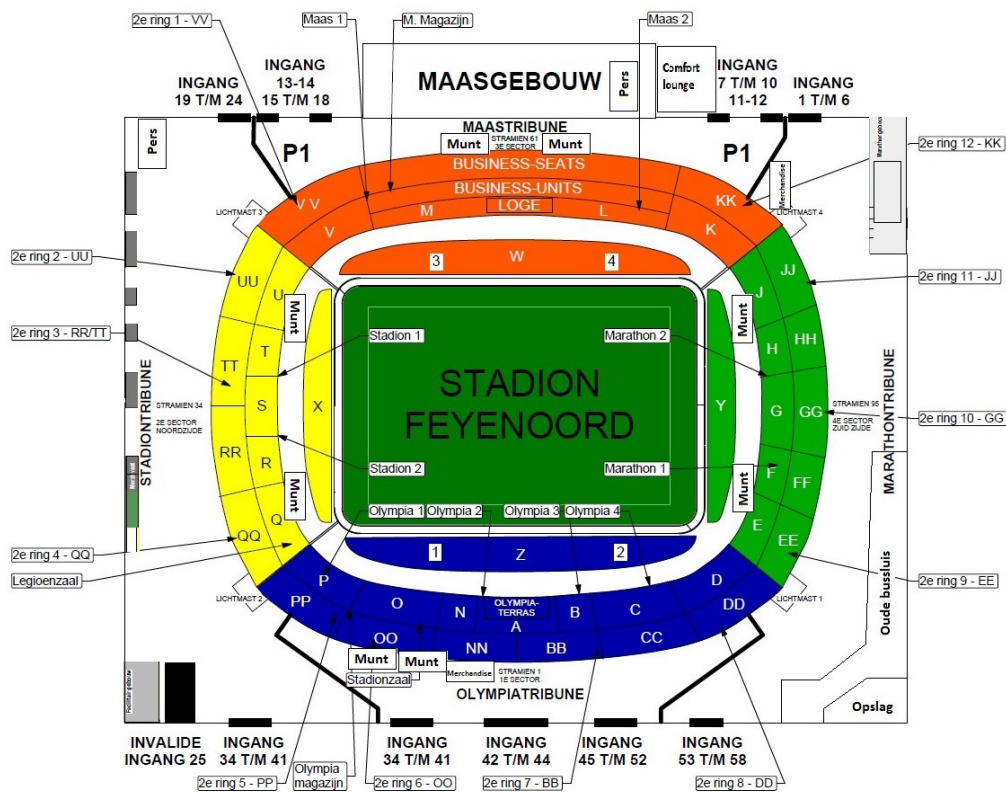 2e ring 1 - VV
Maas 1
M. Magazijn
Maas 2
INGANG
19 T/M 24
INGANG
13-14
15 T/M 18
MAASGEBOUW
Pers
Comfort
lounge
INGANG
7 T/M 10
11-12
INGANG
1 T/M 6
Pers
P1
MAASTRIBUNE
Munt
STRAMIEN 61
3E SECTOR
Munt
P1
2e ring 12 - KK
Merchandise
BUSINESS-SEATS
BUSINESS-UNITS
LOGE
V V
V
M
L
KK
K
LICHTMAST 3
LICHTMAST 4
W
3
4
2e ring 2 - UU
UU
U
Munt
JJ
J
Munt
2e ring 11 - JJ
2e ring 3 - RR/TT
TT
T
Stadion 1
Marathon 2
H
HH
STADIONTRIBUNE
STRAMIEN 34
2E SECTOR
NOORDZIJDE
S
X
STADION
FEYENOORD
Y
G
GG
STRAMIEN 95
4E SECTOR
ZUID ZIJDE
MARATHONTRIBUNE
2e ring 10 - GG
RR
R
Stadion 2
Marathon 1
F
FF
Munt
Munt
Q
QQ
E
EE
Olympia 1
Olympia 2
Olympia 3
Olympia 4
2e ring 4 - QQ
Legioenzaal
1
Z
2
2e ring 9 - EE
LICHTMAST 2
LICHTMAST 1
Oude bussluis
P
PP
O
OO
N
NN
OLYMPIA-
TERRAS
A
B
BB
C
CC
D
DD
Munt
Munt
Merchandise
Stadionzaal
STRAMIEN 1
1E SECTOR
OLYMPIATRIBUNE
Opslag
INVALIDE
INGANG 25
INGANG
34 T/M 41
Olympia
magazijn
INGANG
34 T/M 41
INGANG
42 T/M 44
INGANG
45 T/M 52
INGANG
53 T/M 58
2e ring 5 - PP
2e ring 6 - OO
2e ring 7 - BB
2e ring 8 - DD